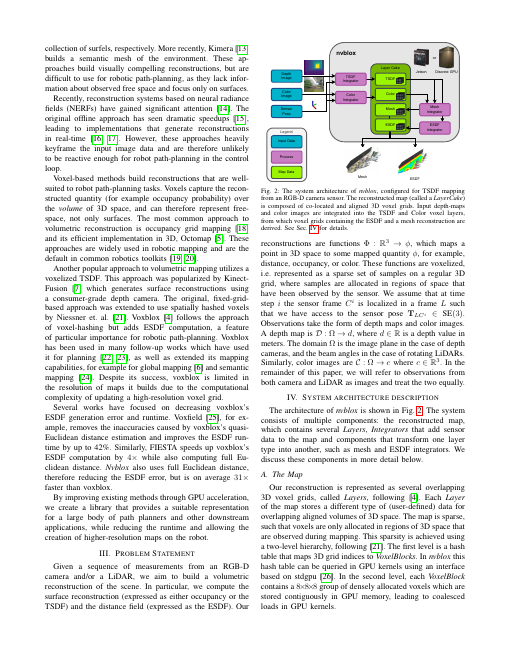 collection of surfels, respectively. More recently, Kimera [13]
builds a semantic mesh of the environment. These ap-
proaches build visually compelling reconstructions, but are
difficult to use for robotic path-planning, as they lack infor-
mation about observed free space and focus only on surfaces.
Recently, reconstruction systems based on neural radiance
fields (NERFs) have gained significant attention [14]. The
original offline approach has seen dramatic speedups [15],
leading to implementations that generate reconstructions
in real-time [16, 17]. However, these approaches heavily
keyframe the input image data and are therefore unlikely
to be reactive enough for robot path-planning in the control
loop.
Voxel-based methods build reconstructions that are well-
suited to robot path-planning tasks. Voxels capture the recon-
structed quantity (for example occupancy probability) over
the volume of 3D space, and can therefore represent free-
space, not only surfaces. The most common approach to
volumetric reconstruction is occupancy grid mapping [18]
and its efficient implementation in 3D, Octomap [5]. These
approaches are widely used in robotic mapping and are the
default in common robotics toolkits [19, 20].
Another popular approach to volumetric mapping utilizes a
voxelized TSDF. This approach was popularized by Kinect-
Fusion [7] which generates surface reconstructions using
a consumer-grade depth camera. The original, fixed-grid-
based approach was extended to use spatially hashed voxels
by Niessner et al. [21]. Voxblox [4] follows the approach
of voxel-hashing but adds ESDF computation, a feature
of particular importance for robotic path-planning. Voxblox
has been used in many follow-up works which have used
it for planning [22, 23], as well as extended its mapping
capabilities, for example for global mapping [6] and semantic
mapping [24]. Despite its success, voxblox is limited in
the resolution of maps it builds due to the computational
complexity of updating a high-resolution voxel grid.
Several works have focused on decreasing voxblox's
ESDF generation error and runtime. Voxfield [25], for ex-
ample, removes the inaccuracies caused by voxblox's quasi-
Euclidean distance estimation and improves the ESDF run-
time by up to 42%. Similarly, FIESTA speeds up voxblox's
ESDF computation by 4× while also computing full Eu-
clidean distance. Nvblox also uses full Euclidean distance,
therefore reducing the ESDF error, but is on average 31×
faster than voxblox.
By improving existing methods through GPU acceleration,
we create a library that provides a suitable representation
for a large body of path planners and other downstream
applications, while reducing the runtime and allowing the
creation of higher-resolution maps on the robot.
III. PROBLEM STATEMENT
Given a sequence of measurements from an RGB-D
camera and/or a LiDAR, we aim to build a volumetric
reconstruction of the scene. In particular, we compute the
surface reconstruction (expressed as either occupancy or the
TSDF) and the distance field (expressed as the ESDF). Our
nvblox
Jetson
Discrete GPU
Depth Image
Color Image
Sensor Pose
TSDF Integrator
Color Integrator
Layer Cake
TSDF
Color
Mesh
ESDF
Mesh Integrator
ESDF Integrator
Legend
Input Data
Process
Map Data
Mesh
ESDF
Fig. 2: The system architecture of nvblox, configured for TSDF mapping
from an RGB-D camera sensor. The reconstructed map (called a LayerCake)
is composed of co-located and aligned 3D voxel grids. Input depth-maps
and color images are integrated into the TSDF and Color voxel layers,
from which voxel grids containing the ESDF and a mesh reconstruction are
derived. See Sec. IV for details.
reconstructions are functions Φ : ℝ³ → ϕ, which maps a
point in 3D space to some mapped quantity ϕ, for example,
distance, occupancy, or color. These functions are voxelized,
i.e. represented as a sparse set of samples on a regular 3D
grid, where samples are allocated in regions of space that
have been observed by the sensor. We assume that at time
step i the sensor frame Cⁱ is localized in a frame L such
that we have access to the sensor pose T_{LCⁱ} ∈ SE(3).
Observations take the form of depth maps and color images.
A depth map is D : Ω → d, where d ∈ ℝ is a depth value in
meters. The domain Ω is the image plane in the case of depth
cameras, and the beam angles in the case of rotating LiDARs.
Similarly, color images are C : Ω → c where c ∈ ℝ³. In the
remainder of this paper, we will refer to observations from
both camera and LiDAR as images and treat the two equally.
IV. SYSTEM ARCHITECTURE DESCRIPTION
The architecture of nvblox is shown in Fig. 2. The system
consists of multiple components: the reconstructed map,
which contains several Layers, Integrators that add sensor
data to the map and components that transform one layer
type into another, such as mesh and ESDF integrators. We
discuss these components in more detail below.
A. The Map
Our reconstruction is represented as several overlapping
3D voxel grids, called Layers, following [4]. Each Layer
of the map stores a different type of (user-defined) data for
overlapping aligned volumes of 3D space. The map is sparse,
such that voxels are only allocated in regions of 3D space that
are observed during mapping. This sparsity is achieved using
a two-level hierarchy, following [21]. The first level is a hash
table that maps 3D grid indices to VoxelBlocks. In nvblox this
hash table can be queried in GPU kernels using an interface
based on stdgpu [26]. In the second level, each VoxelBlock
contains a 8×8×8 group of densely allocated voxels which are
stored contiguously in GPU memory, leading to coalesced
loads in GPU kernels.